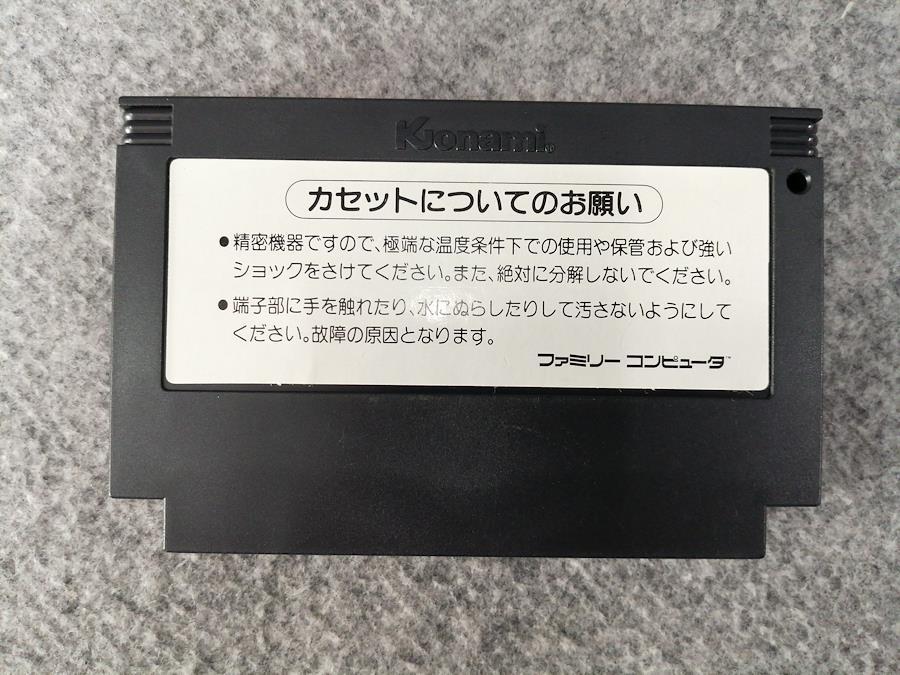 Konami®
カセットについてのお願い
●精密機器ですので、極端な温度条件下での使用や保管および強い
ショックをさけてください。また、絶対に分解しないでください。
●端子部に手を触れたり、水にぬらしたりして汚さないようにして
ください。故障の原因となります。
ファミリー コンピュータ™